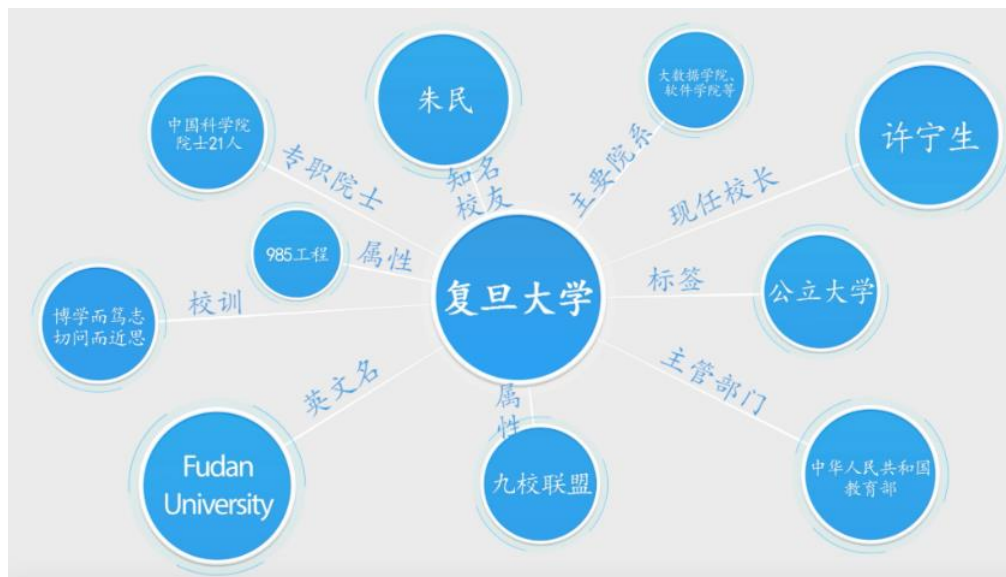 朱民
大数据学院、
软件学院等
中国科学院
院士21人
许宁生
专职院士
知名
校友
主要院系
现任校长
985工程
属性
复旦大学
标签
公立大学
校训
博学而笃志
切问而近思
英文名
属
性
主管部门
Fudan
University
九校联盟
中华人民共和国
教育部